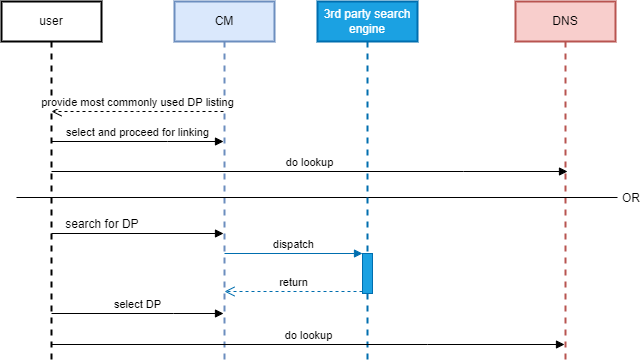 user
CM
3rd party search
engine
DNS
provide most commonly used DP listing
select and proceed for linking
do lookup
OR
search for DP
dispatch
return
select DP
do lookup